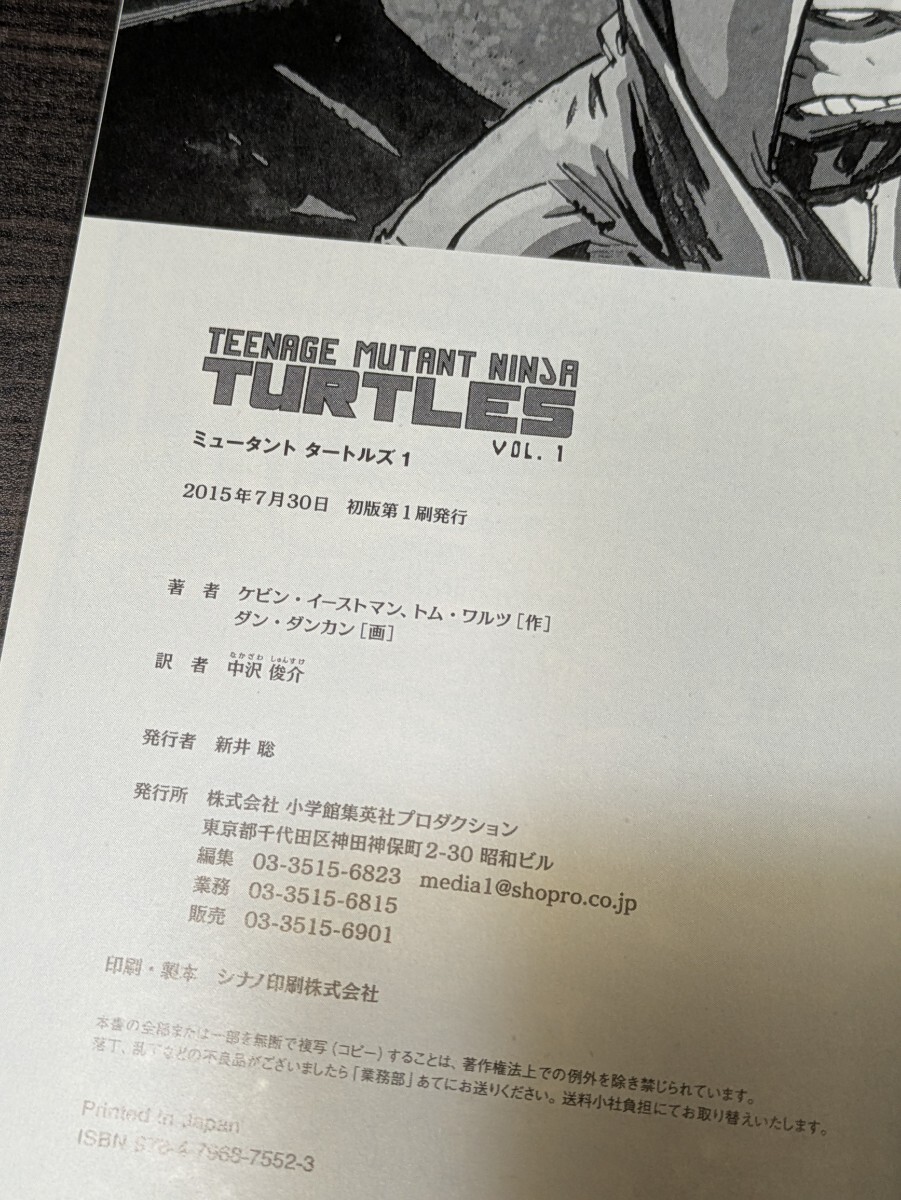 TEENAGE MUTANT NINJA
TURTLES
VOL. 1
ミュータント タートルズ 1
2015年7月30日　初版第1刷発行
著　者　ケビン・イーストマン、トム・ワルツ［作］
ダン・ダンカン［画］
なかざわ しゅんすけ
訳　者　中沢 俊介
発行者　新井 聡
発行所　株式会社 小学館集英社プロダクション
東京都千代田区神田神保町2-30 昭和ビル
編集　03-3515-6823　media1@shopro.co.jp
業務　03-3515-6815
販売　03-3515-6901
印刷・製本　シナノ印刷株式会社
本書の全部または一部を無断で複写（コピー）することは、著作権法上での例外を除き禁じられています。
落丁、乱丁などの不良品がございましたら「業務部」あてにお送りください。送料小社負担にてお取り替えいたします。
Printed in Japan
ISBN 978-4-7968-7552-3